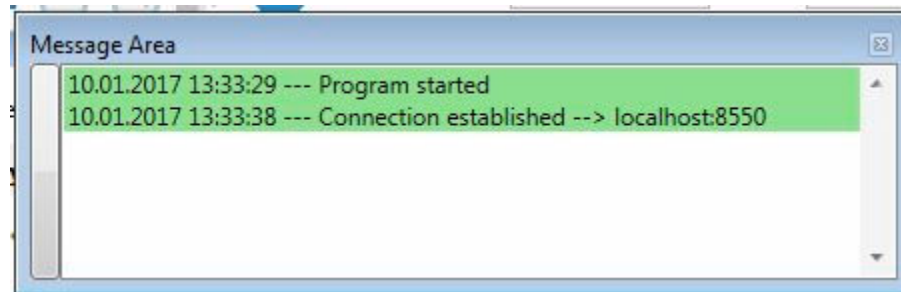 Message Area
10.01.2017 13:33:29 --- Program started
10.01.2017 13:33:38 --- Connection established --> localhost:8550